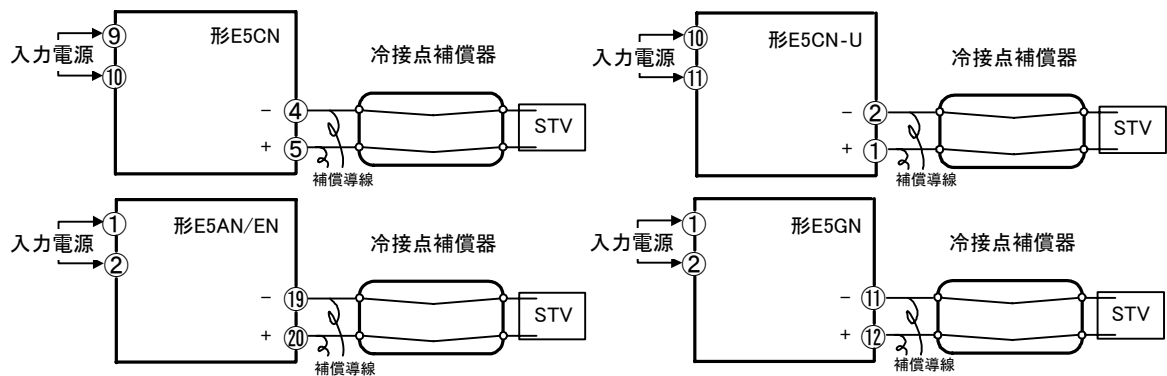 ⑨ 形E5CN
入力電源 冷接点補償器
⑩
- ④
STV
+ ⑤
補償導線
⑩ 形E5CN-U
入力電源 冷接点補償器
⑪
- ②
STV
+ ①
補償導線
① 形E5AN/EN
入力電源 冷接点補償器
②
- ⑲
STV
+ ⑳
補償導線
① 形E5GN
入力電源 冷接点補償器
②
- ⑪
STV
+ ⑫
補償導線